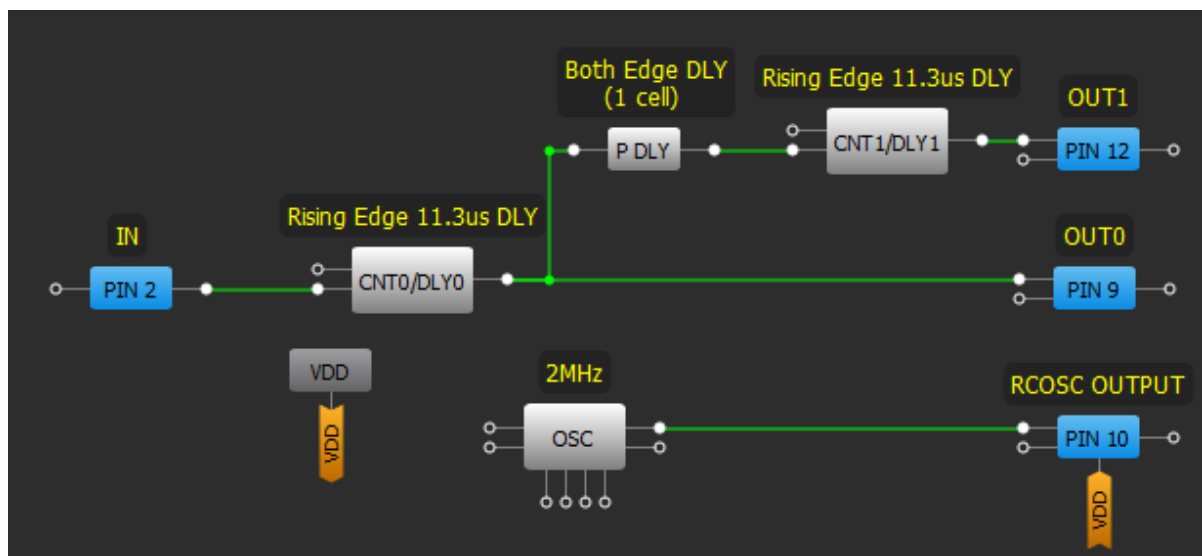 Both Edge DLY
(1 cell)
Rising Edge 11.3us DLY
OUT1
P DLY
CNT1/DLY1
PIN 12
IN
Rising Edge 11.3us DLY
OUT0
PIN 2
CNT0/DLY0
PIN 9
VDD
2MHz
RCOSC OUTPUT
VDD
OSC
PIN 10
VDD